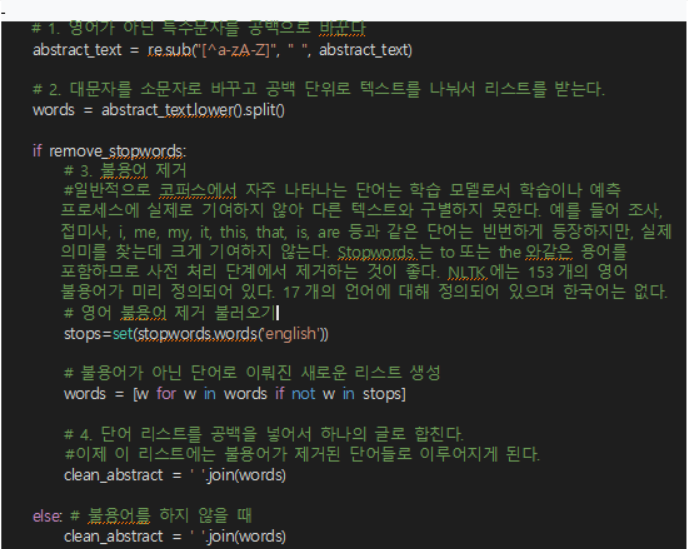 # 1. 영어가 아닌 특수문자를 공백으로 바꾼다
abstract_text = re.sub("[^a-zA-Z]", " ", abstract_text)
# 2. 대문자를 소문자로 바꾸고 공백 단위로 텍스트를 나눠서 리스트를 받는다.
words = abstract_text.lower().split()
if remove_stopwords:
# 3. 불용어 제거
#일반적으로 코퍼스에서 자주 나타나는 단어는 학습 모델로서 학습이나 예측
프로세스에 실제로 기여하지 않아 다른 텍스트와 구별하지 못한다. 예를 들어 조사,
접미사, i, me, my, it, this, that, is, are 등과 같은 단어는 빈번하게 등장하지만, 실제
의미를 찾는데 크게 기여하지 않는다. Stopwords는 to 또는 the 와같은 용어를
포함하므로 사전 처리 단계에서 제거하는 것이 좋다. NLTK에는 153개의 영어
불용어가 미리 정의되어 있다. 17개의 언어에 대해 정의되어 있으며 한국어는 없다.
# 영어 불용어 제거 불러오기
stops=set(stopwords.words('english'))
# 불용어가 아닌 단어로 이뤄진 새로운 리스트 생성
words = [w for w in words if not w in stops]
# 4. 단어 리스트를 공백을 넣어서 하나의 글로 합친다.
#이제 이 리스트에는 불용어가 제거된 단어들로 이루어지게 된다.
clean_abstract = ' '.join(words)
else: # 불용어를 하지 않을 때
clean_abstract = ' '.join(words)